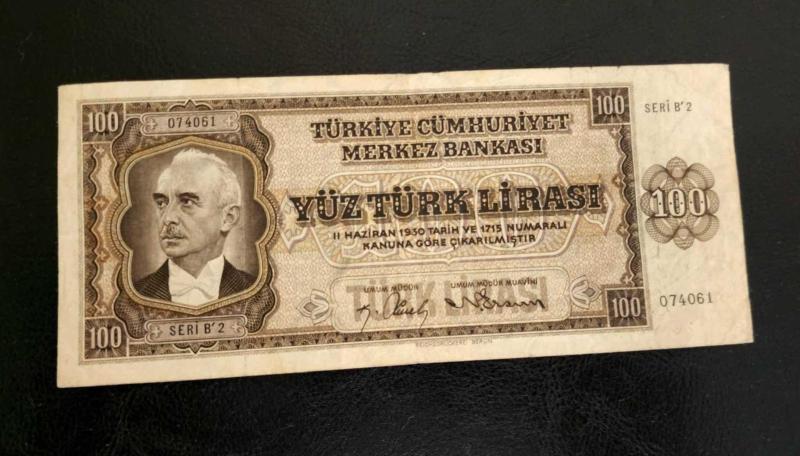 100 074061 100 SERİ B'2
TÜRKİYE CÜMHURİYET
MERKEZ BANKASI
YÜZ TÜRK LİRASI
100
11 HAZİRAN 1930 TARİH VE 1715 NUMARALI
KANUNA GÖRE ÇIKARILMIŞTIR
UMUM MÜDÜR UMUM MÜDÜR MUAVİNİ
TÜRK LİRASI
100 SERİ B'2 100 074061
REICHSDRUCKEREI BERLIN